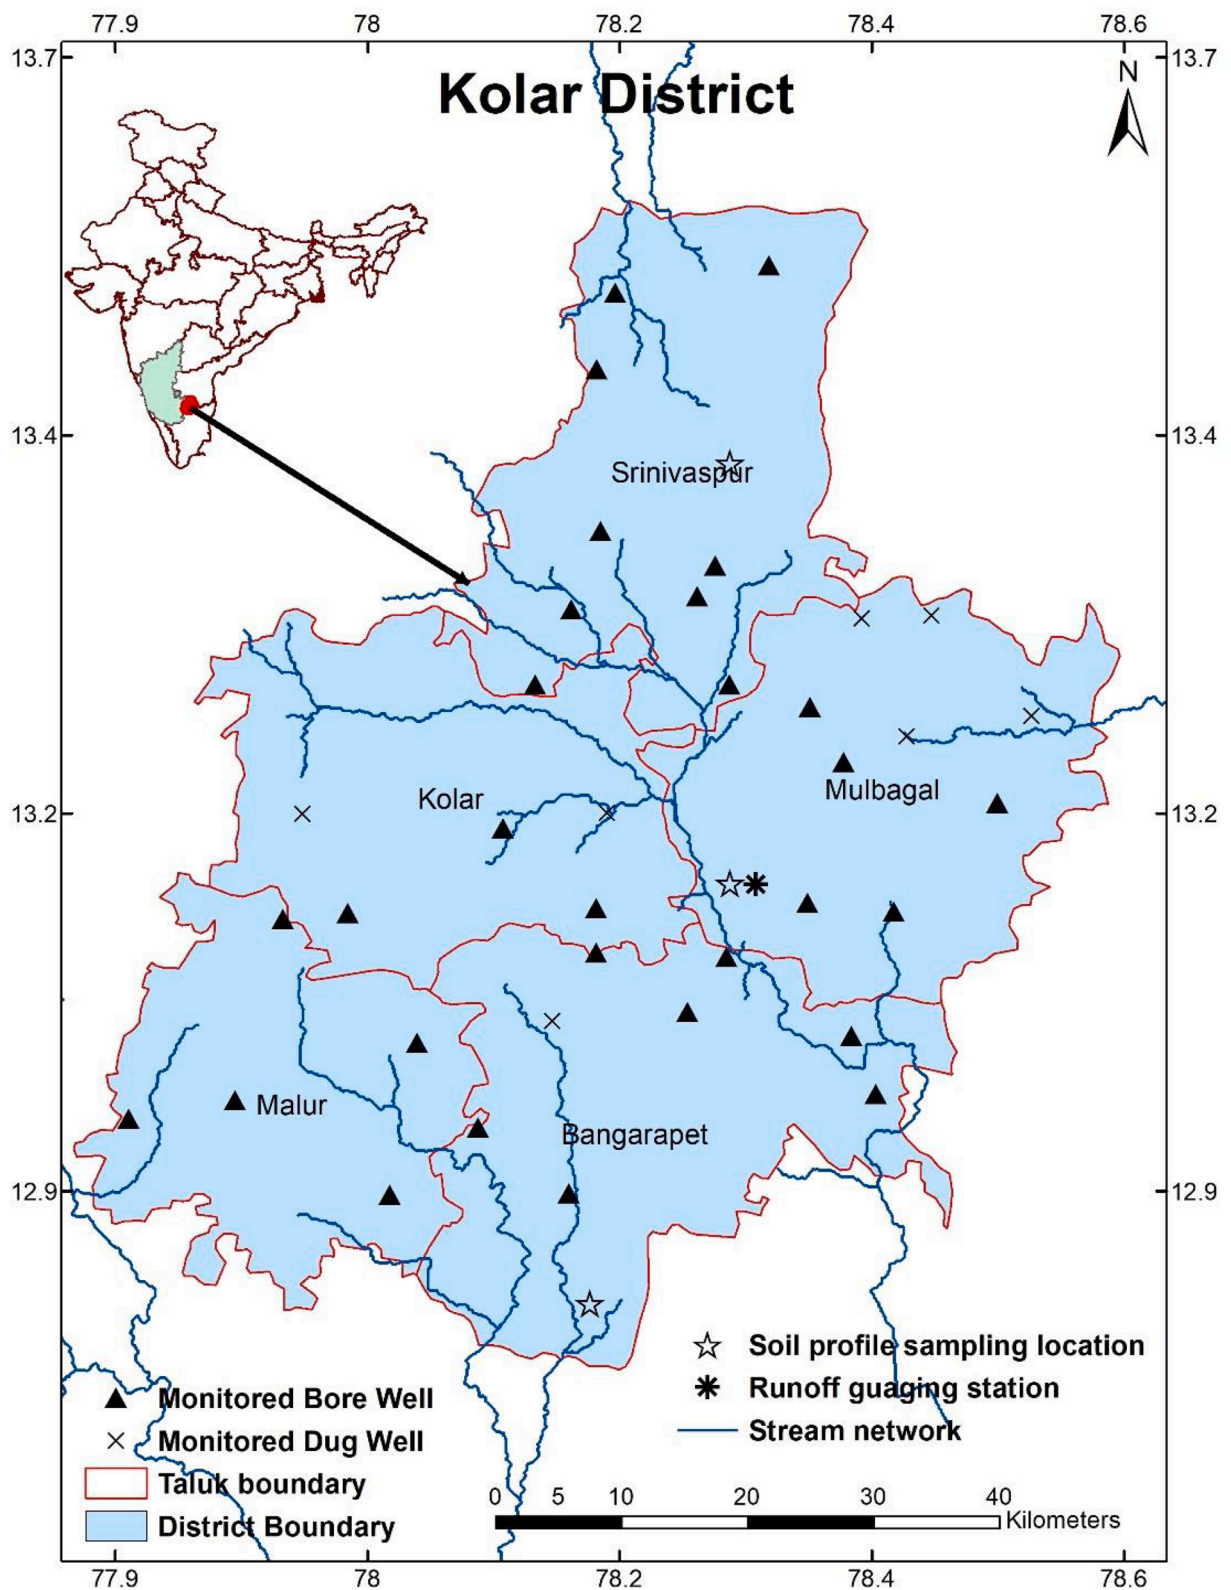 77.9 78 78.2 78.4 78.6
13.7 13.7
Kolar District
N
13.4 13.4
Srinivaspur
13.2 13.2
Kolar
Mulbagal
Malur
Bangarapet
12.9 12.9
Soil profile sampling location
Runoff guaging station
Stream network
Monitored Bore Well
Monitored Dug Well
Taluk boundary
District Boundary
0 5 10 20 30 40
Kilometers
77.9 78 78.2 78.4 78.6